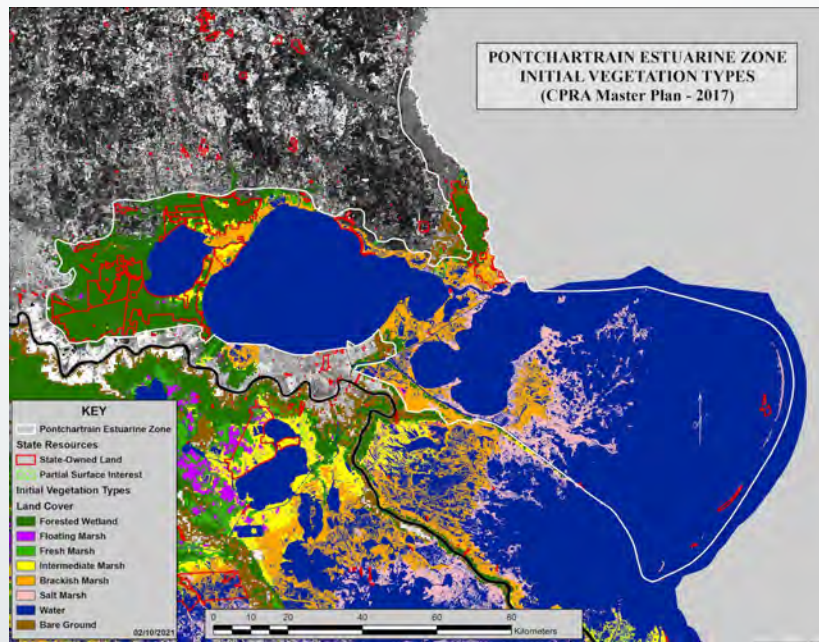 PONTCHARTRAIN ESTUARINE ZONE
INITIAL VEGETATION TYPES
(CPRA Master Plan - 2017)
KEY
Pontchartrain Estuarine Zone
State Resources
State-Owned Land
Partial Surface Interest
Initial Vegetation Types
Land Cover
Forested Wetland
Floating Marsh
Fresh Marsh
Intermediate Marsh
Brackish Marsh
Salt Marsh
Water
Bare Ground
02/10/2021
0 20 40 60 80
Kilometers